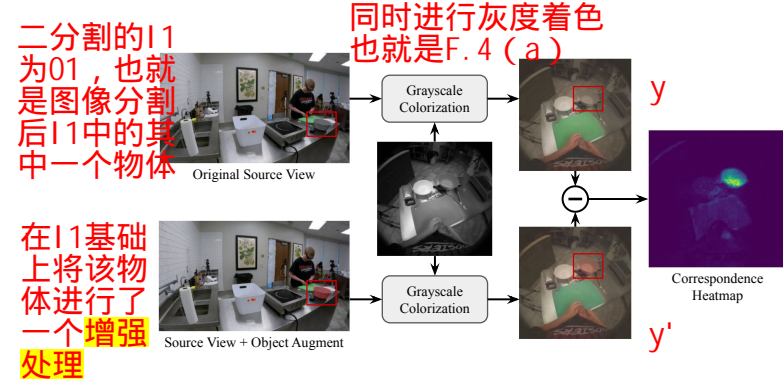 二分割的I1
为O1，也就
是图像分割
后I1中的其
中一个物体
同时进行灰度着色
也就是F.4（a）
Grayscale
Colorization
y
Original Source View
在I1基础
上将该物
体进行了
一个增强
处理
Correspondence
Heatmap
Grayscale
Colorization
Source View + Object Augment
y'